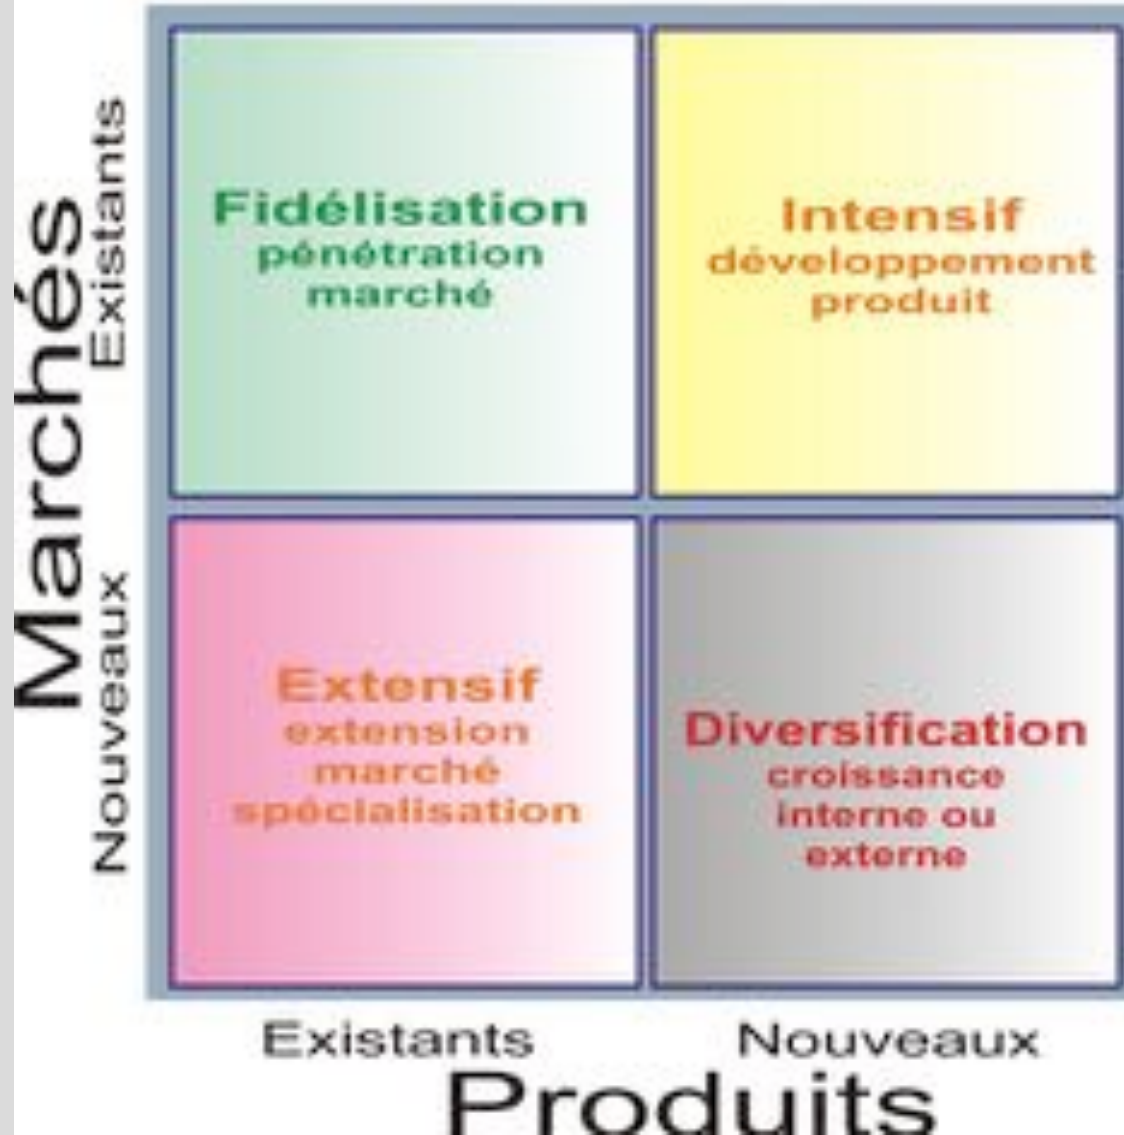 Marchés
Existants
Nouveaux
Fidélisation
pénétration
marché
Intensif
développement
produit
Extensif
extension
marché
spécialisation
Diversification
croissance
interne ou
externe
Existants
Nouveaux
Produits